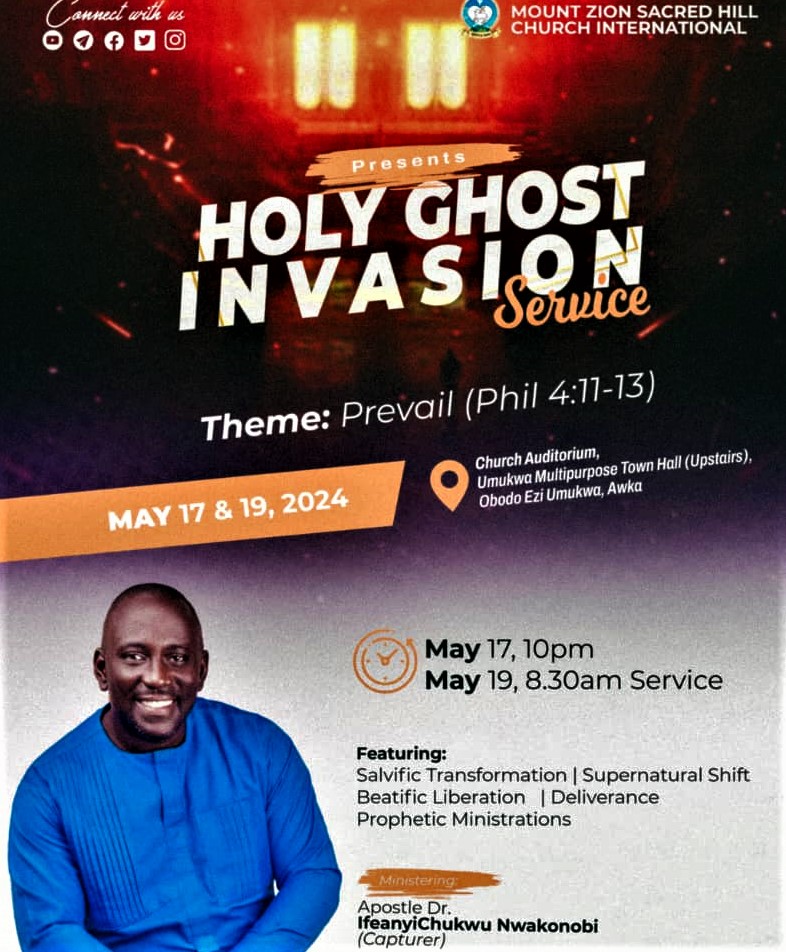 Connect with us
MOUNT ZION SACRED HILL
CHURCH INTERNATIONAL
Presents
HOLY GHOST
INVASION
Service
Theme: Prevail (Phil 4:11-13)
MAY 17 & 19, 2024
Church Auditorium,
Umukwa Multipurpose Town Hall (Upstairs),
Obodo Ezi Umukwa, Awka
May 17, 10pm
May 19, 8.30am Service
Featuring:
Salvific Transformation | Supernatural Shift
Beatific Liberation | Deliverance
Prophetic Ministrations
Ministering:
Apostle Dr.
IfeanyiChukwu Nwakonobi
(Capturer)